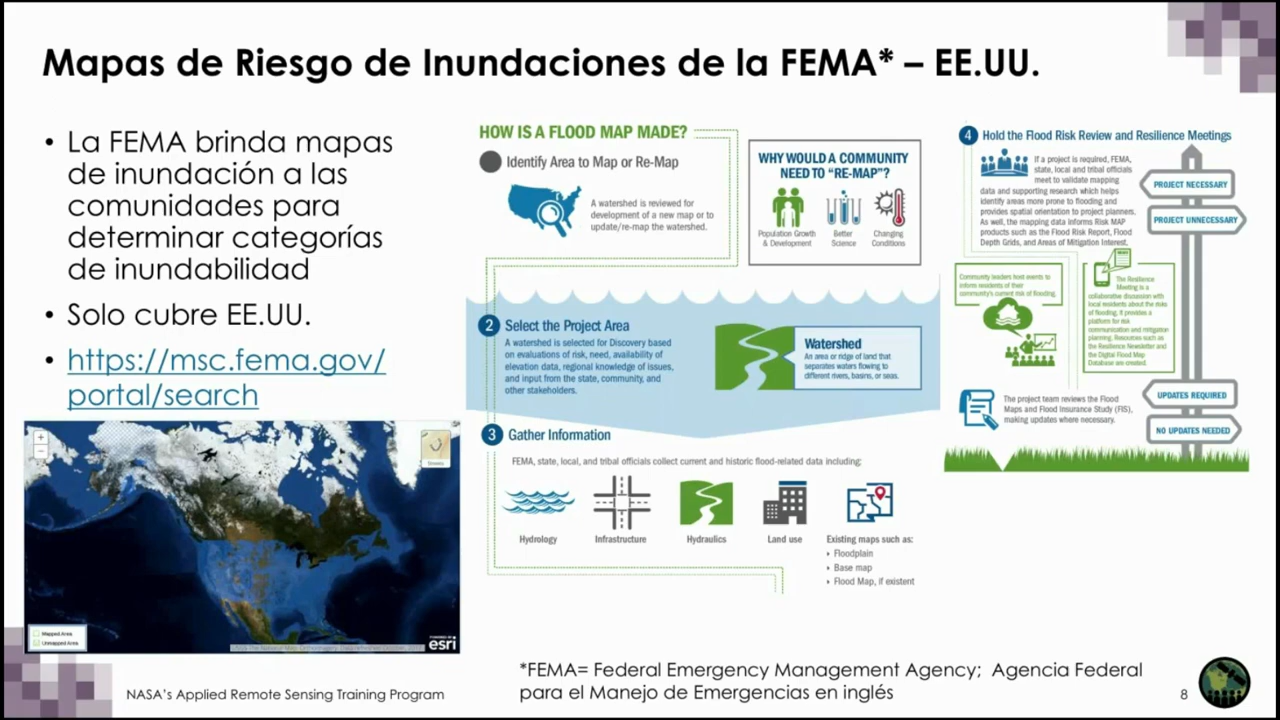 Mapas de Riesgo de Inundaciones de la FEMA* – EE.UU.
• La FEMA brinda mapas
de inundación a las
comunidades para
determinar categorías
de inundabilidad
• Solo cubre EE.UU.
• https://msc.fema.gov/
portal/search
HOW IS A FLOOD MAP MADE?
Identify Area to Map or Re-Map
A watershed is reviewed for
development of a new map or to
update/re-map the watershed.
WHY WOULD A COMMUNITY
NEED TO "RE-MAP"?
Population Growth
& Development
Better
Science
Changing
Conditions
2 Select the Project Area
A watershed is selected for Discovery based
on evaluations of risk, need, availability of
elevation data, regional knowledge of issues,
and input from the state, community, and
other stakeholders.
Watershed
An area or ridge of land that
separates waters flowing to
different rivers, basins, or seas.
3 Gather Information
FEMA, state, local, and tribal officials collect current and historic flood-related data including:
Hydrology
Infrastructure
Hydraulics
Land use
Existing maps such as:
• Floodplain
• Base map
• Flood Map, if existent
4 Hold the Flood Risk Review and Resilience Meetings
If a project is required, FEMA,
state, local and tribal officials
meet to validate mapping
data and supporting research which helps
identify areas more prone to flooding and
provides spatial orientation to project planners.
As well, the mapping data informs Risk MAP
products such as the Flood Risk Report, Flood
Depth Grids, and Areas of Mitigation Interest.
PROJECT NECESSARY
PROJECT UNNECESSARY
Community leaders host events to
inform residents of their
community's current risk of flooding.
NEWS
The Resilience
Meeting is a
collaborative discussion with
local residents about the risks
of flooding. It provides a
platform for risk
communication and mitigation
planning. Resources such as
the Resilience Newsletter and
the Digital Flood Map
Database are created.
The project team reviews the Flood
Maps and Flood Insurance Study (FIS),
making updates where necessary.
UPDATES REQUIRED
NO UPDATES NEEDED
Mapped Area
Unmapped Area
esri
*FEMA= Federal Emergency Management Agency; Agencia Federal
para el Manejo de Emergencias en inglés
NASA's Applied Remote Sensing Training Program
8